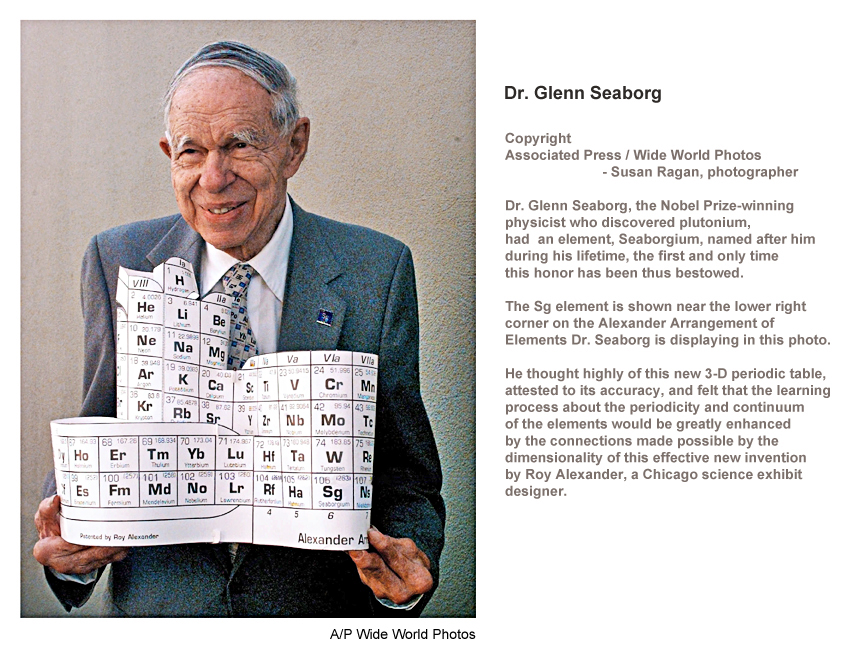 Dr. Glenn Seaborg
Copyright
Associated Press / Wide World Photos
- Susan Ragan, photographer
Dr. Glenn Seaborg, the Nobel Prize-winning
physicist who discovered plutonium,
had an element, Seaborgium, named after him
during his lifetime, the first and only time
this honor has been thus bestowed.
The Sg element is shown near the lower right
corner on the Alexander Arrangement of
Elements Dr. Seaborg is displaying in this photo.
He thought highly of this new 3-D periodic table,
attested to its accuracy, and felt that the learning
process about the periodicity and continuum
of the elements would be greatly enhanced
by the connections made possible by the
dimensionality of this effective new invention
by Roy Alexander, a Chicago science exhibit
designer.
Ia
VIII H IIa
He Li Be
Ne Na Mg Va VIa VIIa
Ar K Ca Ti V Cr Mn
Kr Rb Sr Y Zr Nb Mo Tc
Ho Er Tm Yb Lu Hf Ta W Re
Es Fm Md No Lr Rf Ha Sg Ns
4 5 6 7
Patented by Roy Alexander
Alexander Ar
A/P Wide World Photos